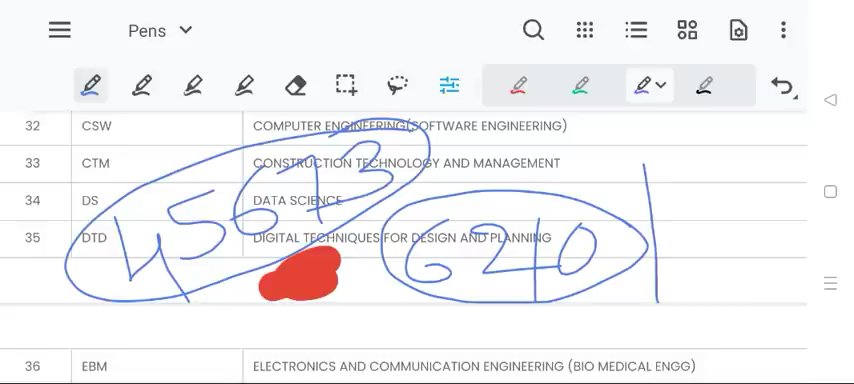 Pens
32 CSW COMPUTER ENGINEERING(SOFTWARE ENGINEERING)
33 CTM CONSTRUCTION TECHNOLOGY AND MANAGEMENT
34 DS DATA SCIENCE
35 DTD DIGITAL TECHNIQUES FOR DESIGN AND PLANNING
45673
6240
36 EBM ELECTRONICS AND COMMUNICATION ENGINEERING (BIO MEDICAL ENGG)